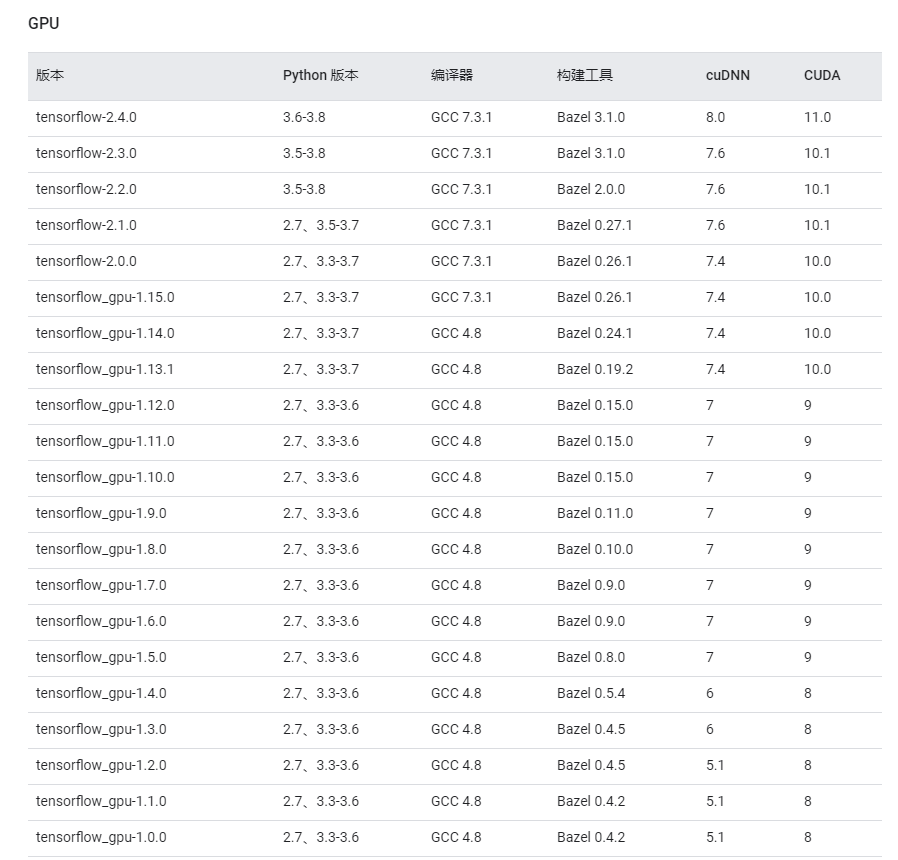 GPU
版本 Python 版本 编译器 构建工具 cuDNN CUDA
tensorflow-2.4.0 3.6-3.8 GCC 7.3.1 Bazel 3.1.0 8.0 11.0
tensorflow-2.3.0 3.5-3.8 GCC 7.3.1 Bazel 3.1.0 7.6 10.1
tensorflow-2.2.0 3.5-3.8 GCC 7.3.1 Bazel 2.0.0 7.6 10.1
tensorflow-2.1.0 2.7、3.5-3.7 GCC 7.3.1 Bazel 0.27.1 7.6 10.1
tensorflow-2.0.0 2.7、3.3-3.7 GCC 7.3.1 Bazel 0.26.1 7.4 10.0
tensorflow_gpu-1.15.0 2.7、3.3-3.7 GCC 7.3.1 Bazel 0.26.1 7.4 10.0
tensorflow_gpu-1.14.0 2.7、3.3-3.7 GCC 4.8 Bazel 0.24.1 7.4 10.0
tensorflow_gpu-1.13.1 2.7、3.3-3.7 GCC 4.8 Bazel 0.19.2 7.4 10.0
tensorflow_gpu-1.12.0 2.7、3.3-3.6 GCC 4.8 Bazel 0.15.0 7 9
tensorflow_gpu-1.11.0 2.7、3.3-3.6 GCC 4.8 Bazel 0.15.0 7 9
tensorflow_gpu-1.10.0 2.7、3.3-3.6 GCC 4.8 Bazel 0.15.0 7 9
tensorflow_gpu-1.9.0 2.7、3.3-3.6 GCC 4.8 Bazel 0.11.0 7 9
tensorflow_gpu-1.8.0 2.7、3.3-3.6 GCC 4.8 Bazel 0.10.0 7 9
tensorflow_gpu-1.7.0 2.7、3.3-3.6 GCC 4.8 Bazel 0.9.0 7 9
tensorflow_gpu-1.6.0 2.7、3.3-3.6 GCC 4.8 Bazel 0.9.0 7 9
tensorflow_gpu-1.5.0 2.7、3.3-3.6 GCC 4.8 Bazel 0.8.0 7 9
tensorflow_gpu-1.4.0 2.7、3.3-3.6 GCC 4.8 Bazel 0.5.4 6 8
tensorflow_gpu-1.3.0 2.7、3.3-3.6 GCC 4.8 Bazel 0.4.5 6 8
tensorflow_gpu-1.2.0 2.7、3.3-3.6 GCC 4.8 Bazel 0.4.5 5.1 8
tensorflow_gpu-1.1.0 2.7、3.3-3.6 GCC 4.8 Bazel 0.4.2 5.1 8
tensorflow_gpu-1.0.0 2.7、3.3-3.6 GCC 4.8 Bazel 0.4.2 5.1 8